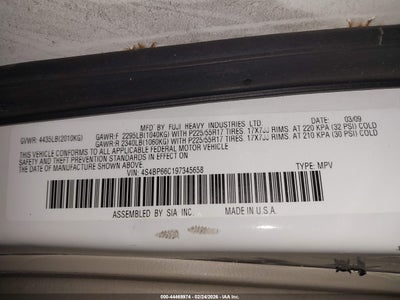 MFD BY FUJI HEAVY INDUSTRIES LTD. 03/09
GVWR: 4435LB(2010KG) GAWR:F 2295LB(1040KG) WITH P225/55R17 TIRES. 17X7JJ RIMS. AT 220 KPA (32 PSI) COLD
GAWR:R 2340LB(1060KG) WITH P225/55R17 TIRES. 17X7JJ RIMS. AT 210 KPA (30 PSI) COLD
THIS VEHICLE CONFORMS TO ALL APPLICABLE FEDERAL MOTOR VEHICLE
SAFETY AND THEFT PREVENTION STANDARDS IN EFFECT ON THE DATE OF
MANUFACTURE SHOWN ABOVE.
VIN: 4S4BP66C197345658 TYPE: MPV
ASSEMBLED BY SIA INC. MADE IN U.S.A.
000-44469974 - 02/24/2026 - IAA Inc.